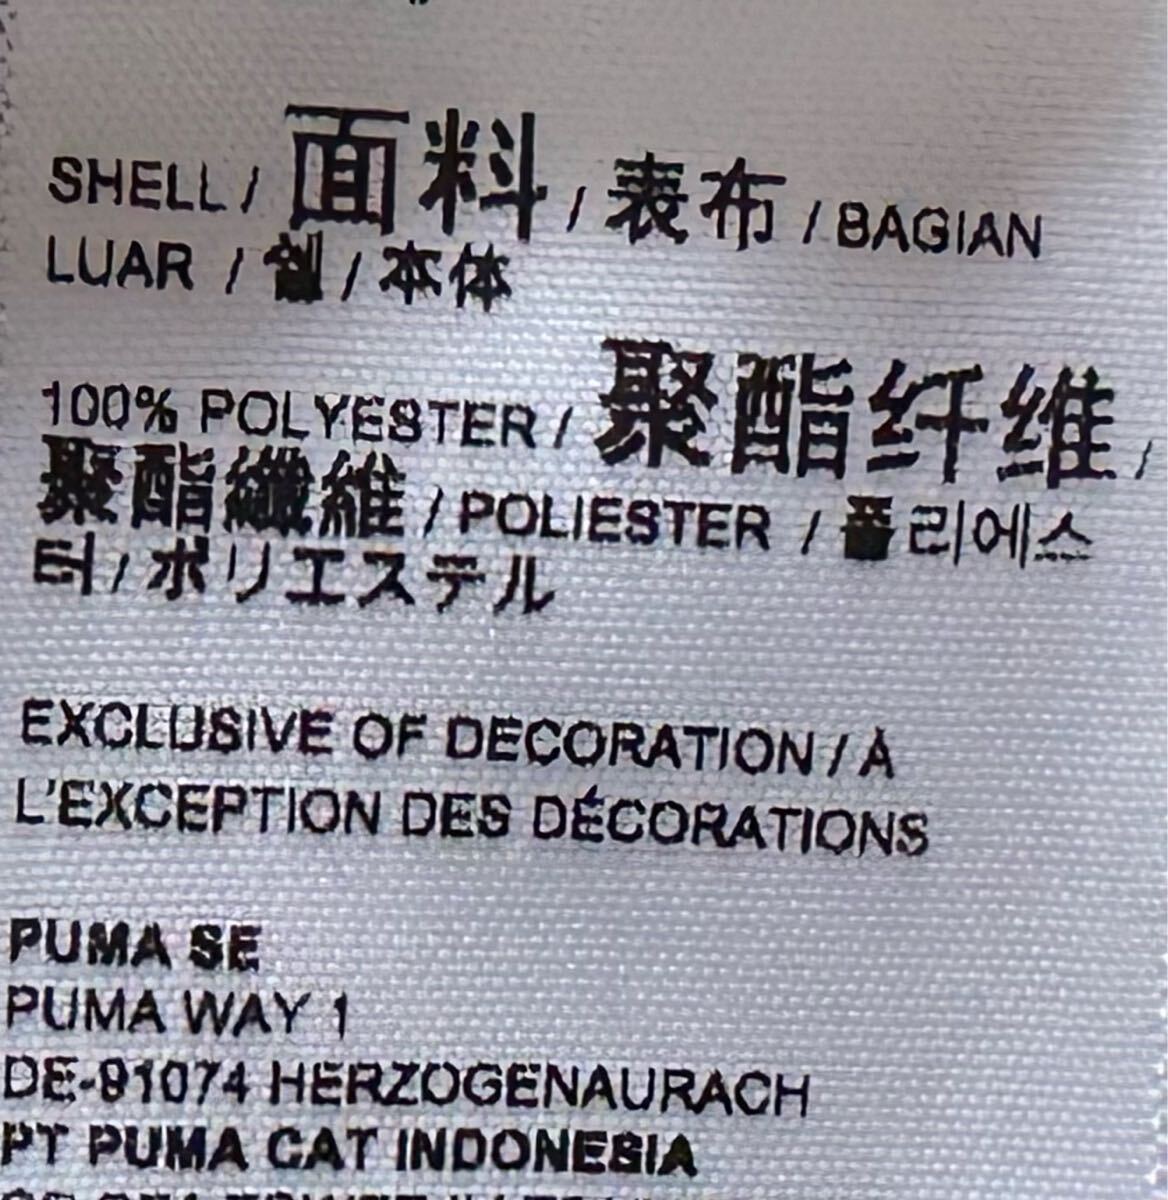 SHELL / 面料 / 表布 / BAGIAN
LUAR / 쉘 / 本体
100% POLYESTER / 聚酯纤维 /
聚酯纖維 / POLIESTER / 폴리에스
터 / ポリエステル
EXCLUSIVE OF DECORATION / À
L'EXCEPTION DES DÉCORATIONS
PUMA SE
PUMA WAY 1
DE-91074 HERZOGENAURACH
PT PUMA CAT INDONESIA